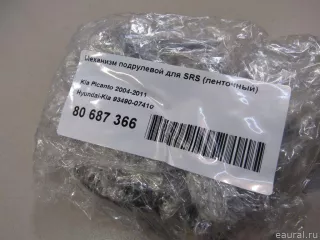 Механизм подрулевой для SRS (ленточный)
Kia Picanto 2004-2011
Hyundai-Kia 93490-07410
80 687 366
eaural.ru